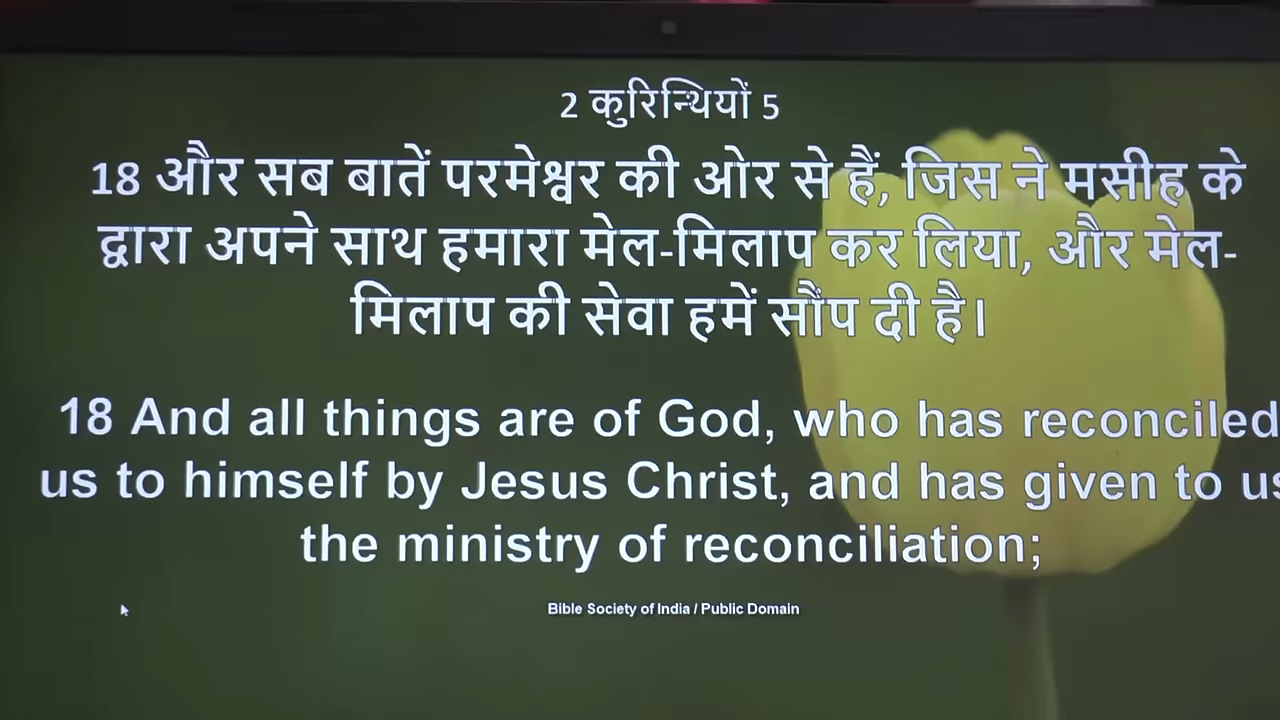 2 कुरिन्थियों 5
18 और सब बातें परमेश्वर की ओर से हैं, जिस ने मसीह के
द्वारा अपने साथ हमारा मेल-मिलाप कर लिया, और मेल-
मिलाप की सेवा हमें सौंप दी है।
18 And all things are of God, who has reconciled
us to himself by Jesus Christ, and has given to us
the ministry of reconciliation;
Bible Society of India / Public Domain